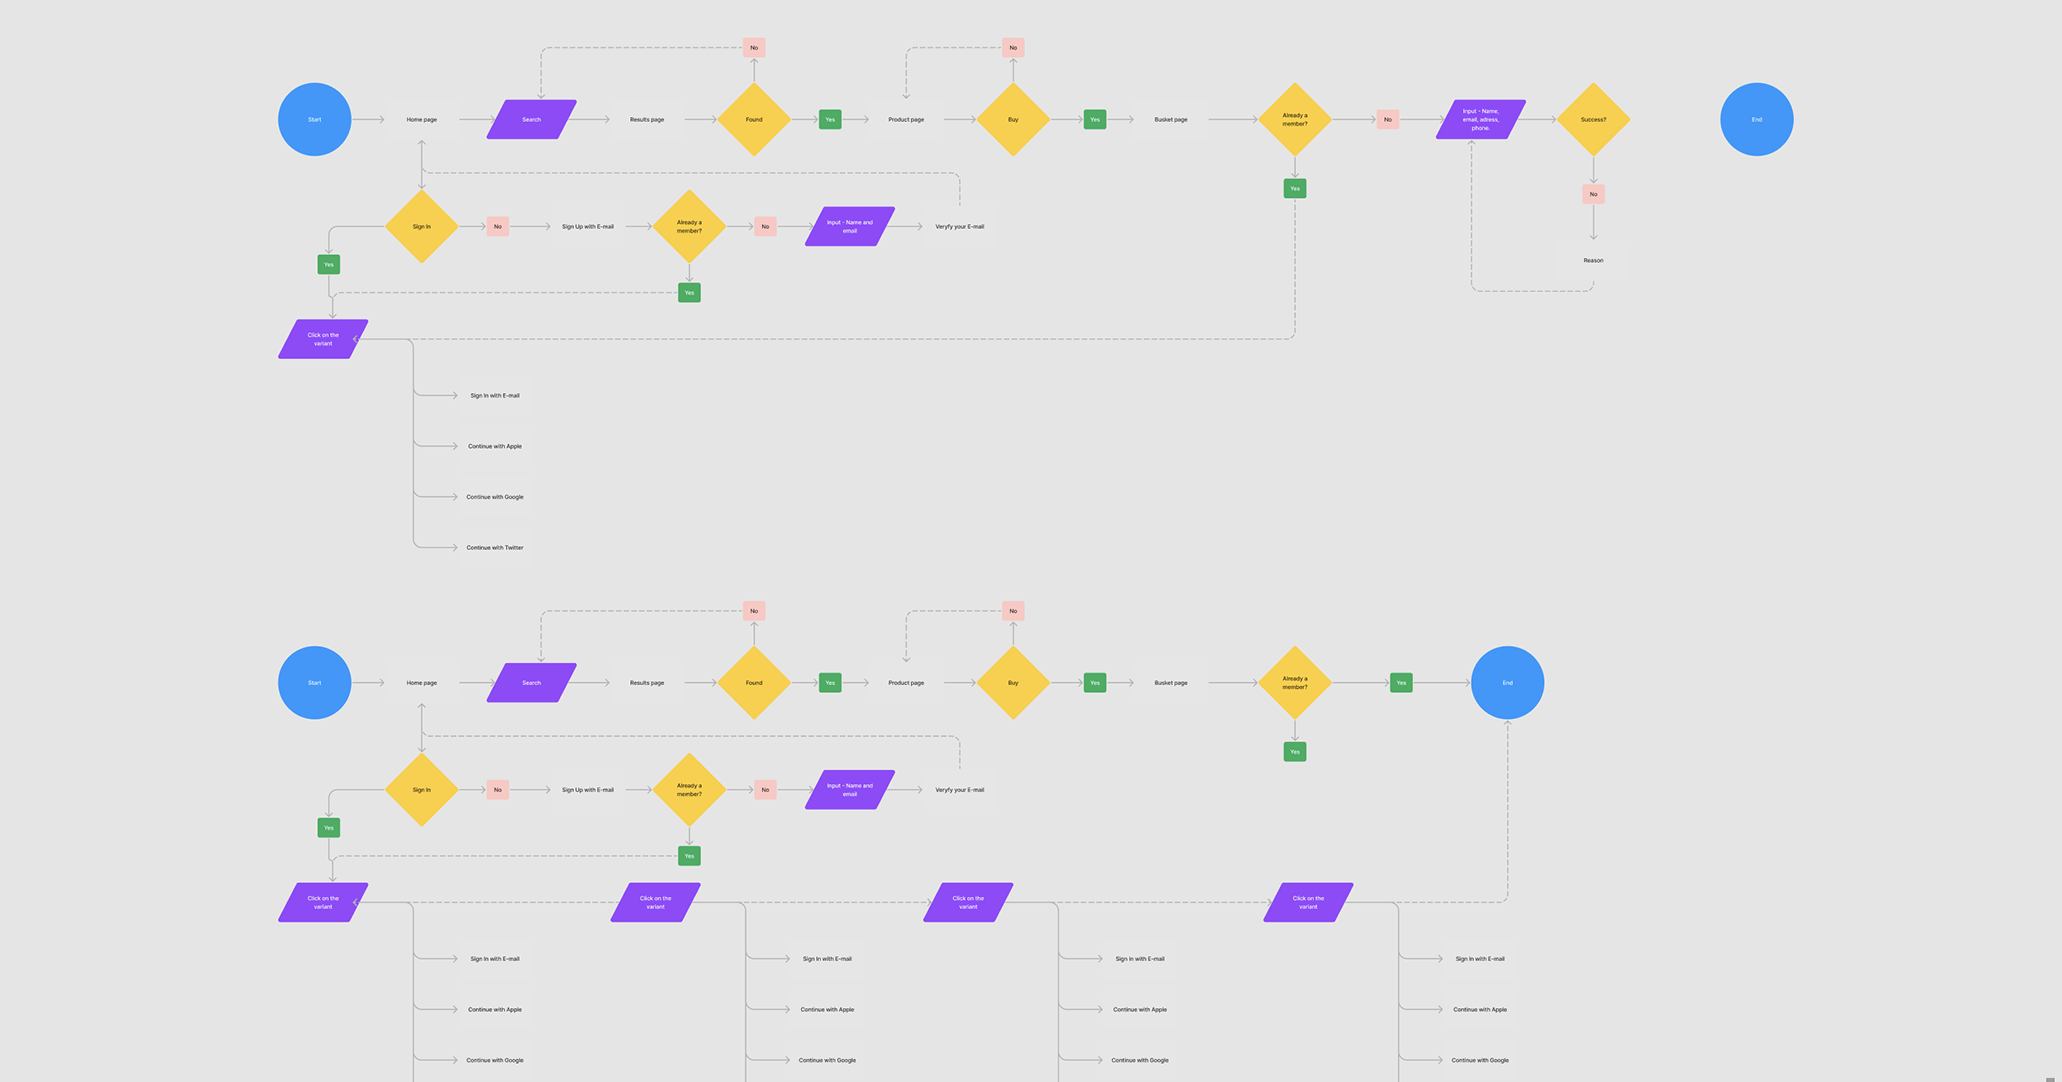 No
No
Start
Home page
Search
Results page
Found
Yes
Product page
Buy
Yes
Basket page
Already a
member?
No
Input - Name,
email, adress,
phone.
Success?
End
Yes
No
Sign In
No
Sign Up with E-mail
Already a
member?
No
Input - Name and
email
Veryfy your E-mail
Reason
Yes
Yes
Click on the
variant
Sign In with E-mail
Continue with Apple
Continue with Google
Continue with Twitter
No
No
Start
Home page
Search
Results page
Found
Yes
Product page
Buy
Yes
Basket page
Already a
member?
Yes
End
Yes
Sign In
No
Sign Up with E-mail
Already a
member?
No
Input - Name and
email
Veryfy your E-mail
Yes
Yes
Click on the
variant
Click on the
variant
Click on the
variant
Click on the
variant
Sign In with E-mail
Sign In with E-mail
Sign In with E-mail
Sign In with E-mail
Continue with Apple
Continue with Apple
Continue with Apple
Continue with Apple
Continue with Google
Continue with Google
Continue with Google
Continue with Google